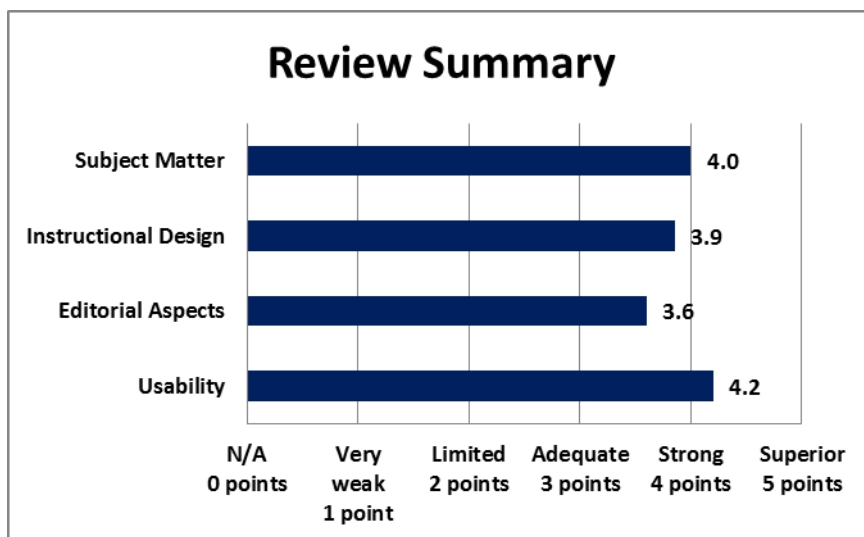 Review Summary
Subject Matter
4.0
Instructional Design
3.9
Editorial Aspects
3.6
Usability
4.2
N/A Very Limited Adequate Strong Superior
0 points weak 2 points 3 points 4 points 5 points
1 point